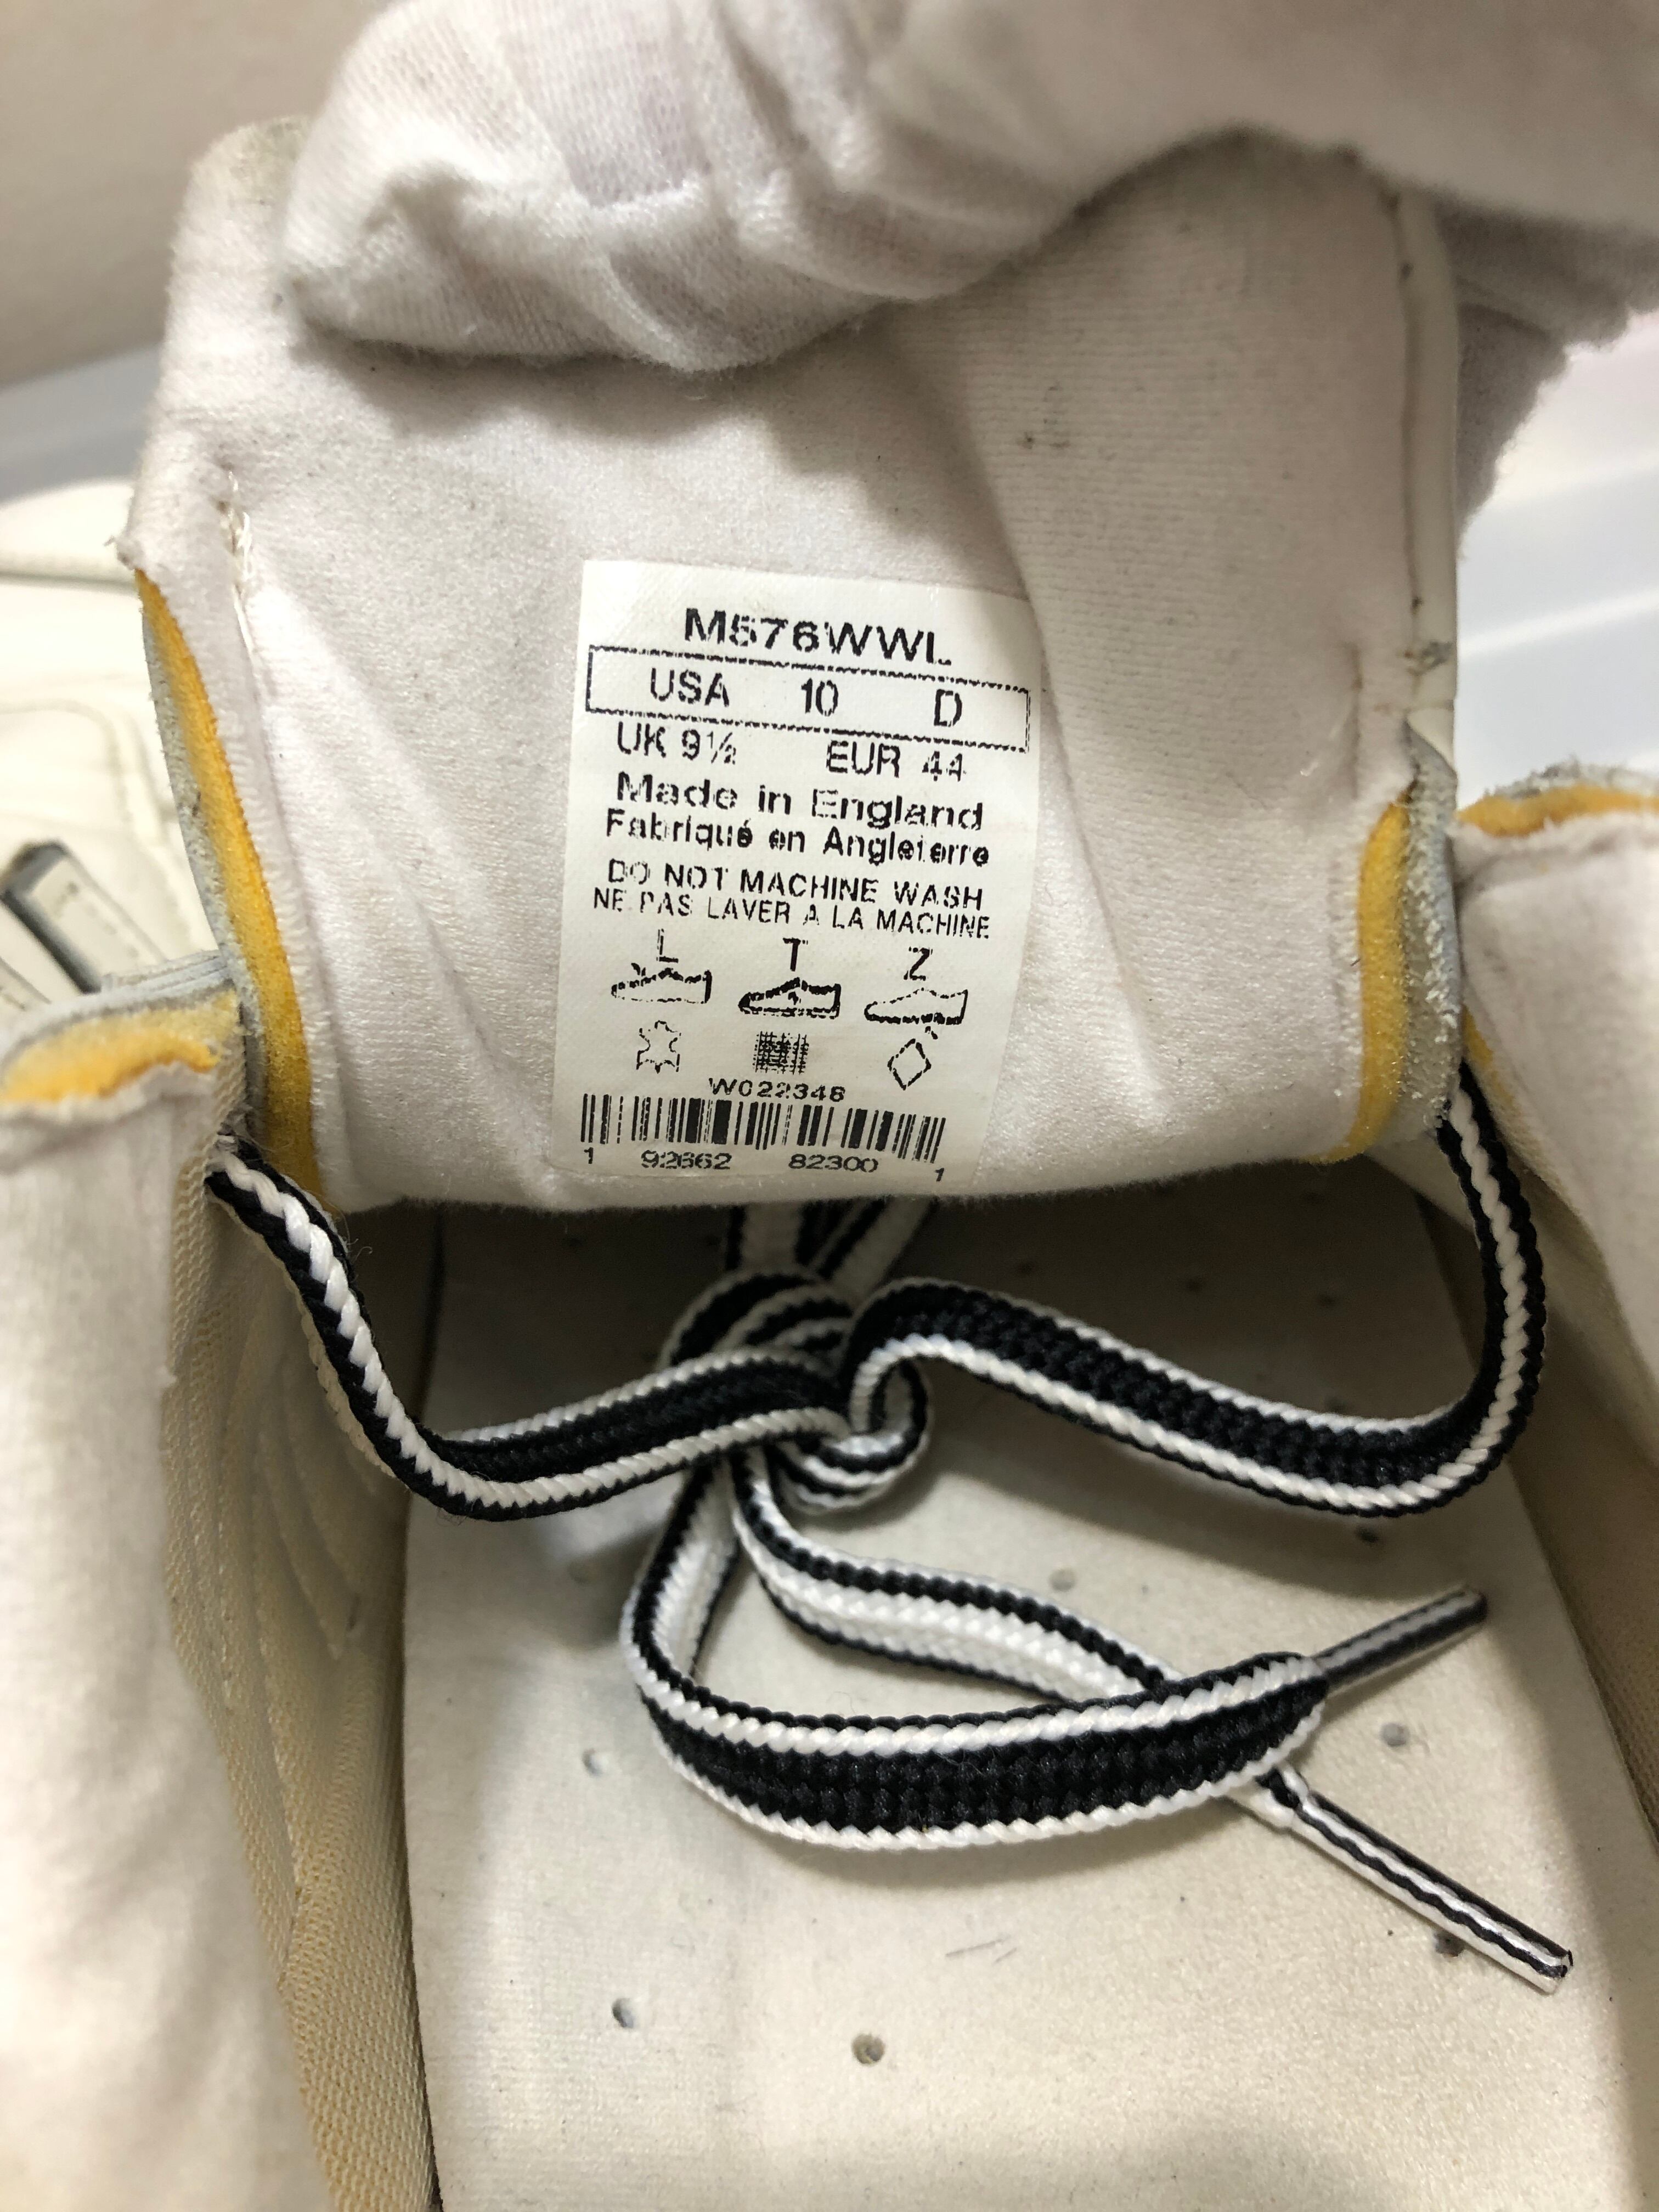 M576WWL
USA 10 D
UK 9½ EUR 44
Made in England
Fabriqué en Angleterre
DO NOT MACHINE WASH
NE PAS LAVER A LA MACHINE
L T Z
W022348
1 92662 82300 1